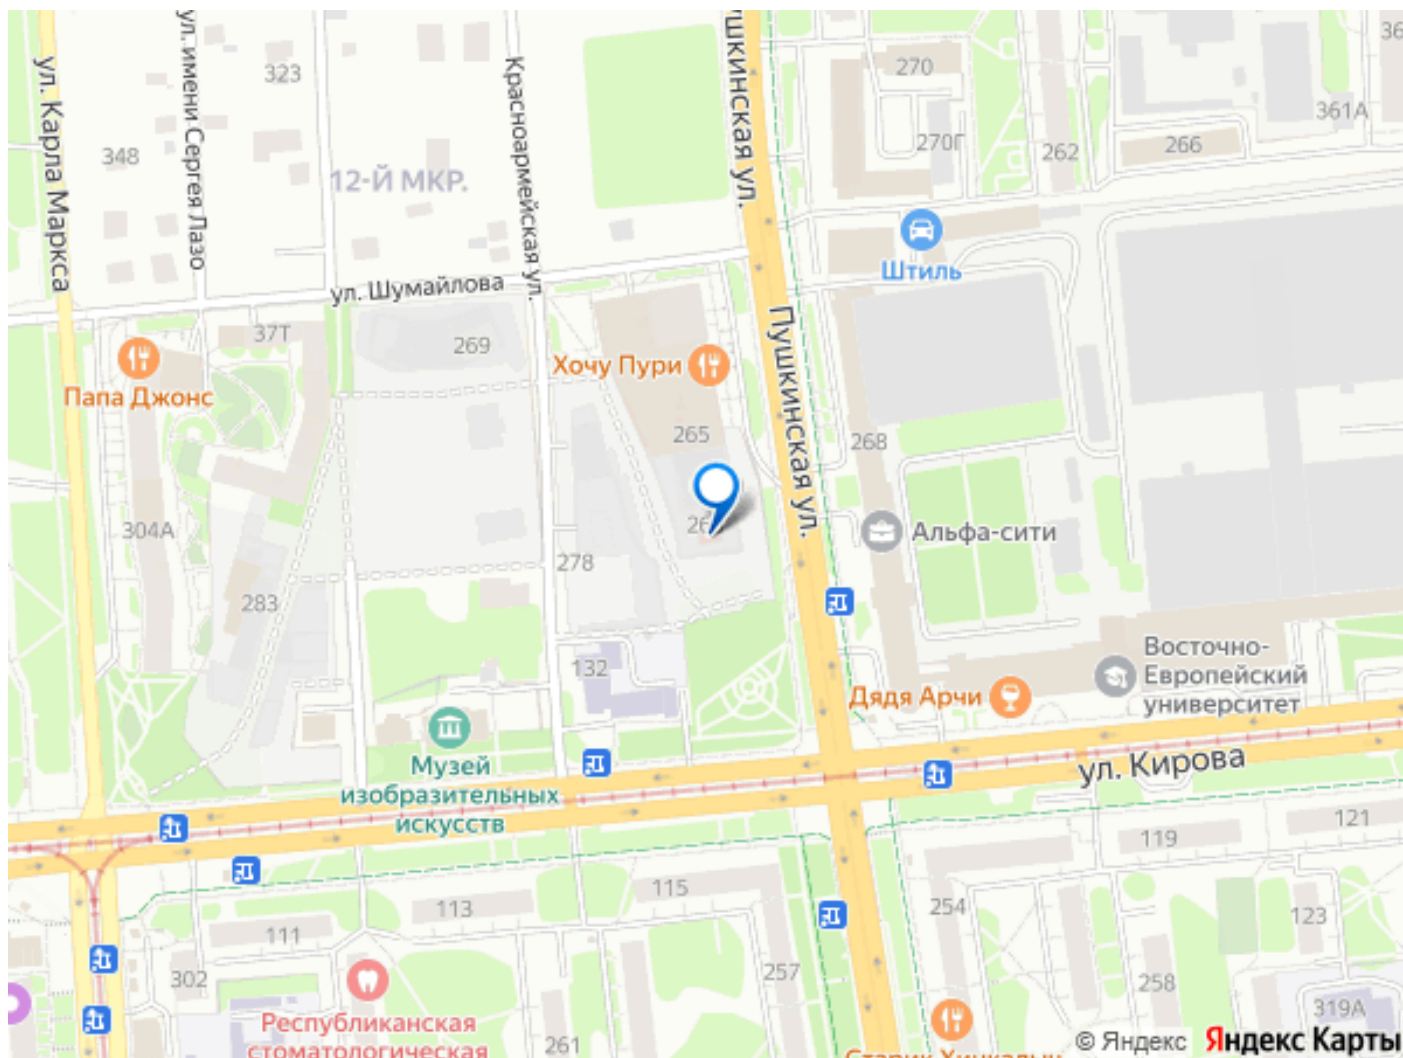 ул. Карла Маркса
ул. имени Сергея Лазо
323
348
12-Й МКР.
Красноармейская ул.
ул. Шумайлова
Пушкинская ул.
270
270Г
262
266
361А
Штиль
37Т
269
Папа Джонс
Хочу Пури
265
268
304А
283
278
Альфа-сити
132
Восточно-
Европейский
университет
Дядя Арчи
Музей
изобразительных
искусств
ул. Кирова
119
121
115
113
111
254
123
302
257
258
319А
261
Республиканская
стоматологическая
Старик Хинкалыч
© Яндекс
Яндекс Карты